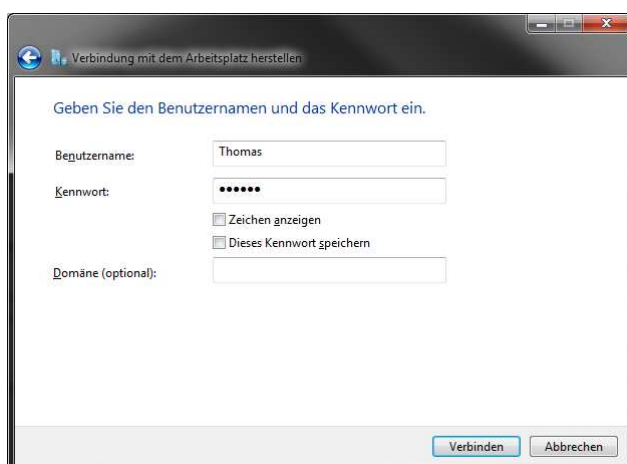 Verbindung mit dem Arbeitsplatz herstellen
Geben Sie den Benutzernamen und das Kennwort ein.
Benutzername: Thomas
Kennwort: ••••••
Zeichen anzeigen
Dieses Kennwort speichern
Domäne (optional):
Verbinden Abbrechen